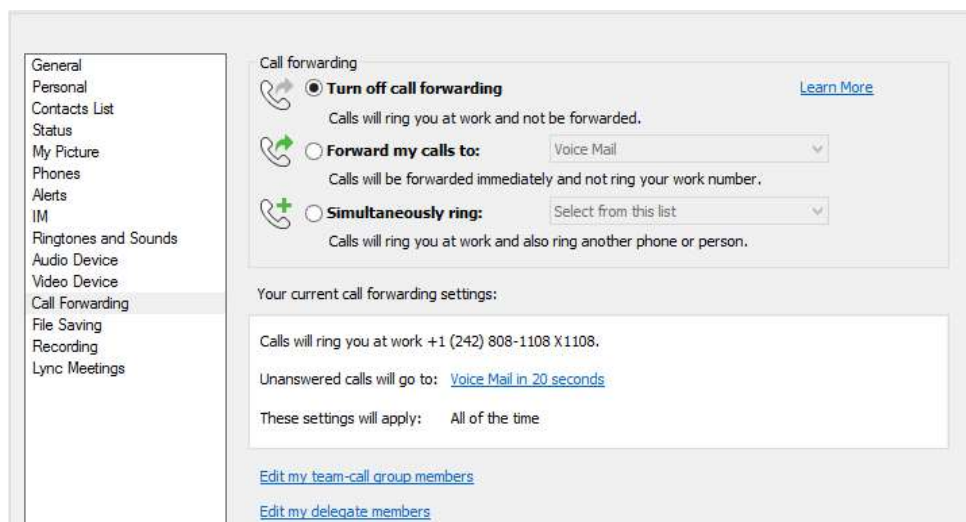 General
Personal
Contacts List
Status
My Picture
Phones
Alerts
IM
Ringtones and Sounds
Audio Device
Video Device
Call Forwarding
File Saving
Recording
Lync Meetings
Call forwarding
Turn off call forwarding
Learn More
Calls will ring you at work and not be forwarded.
Forward my calls to:
Voice Mail
Calls will be forwarded immediately and not ring your work number.
Simultaneously ring:
Select from this list
Calls will ring you at work and also ring another phone or person.
Your current call forwarding settings:
Calls will ring you at work +1 (242) 808-1108 X1108.
Unanswered calls will go to: Voice Mail in 20 seconds
These settings will apply: All of the time
Edit my team-call group members
Edit my delegate members